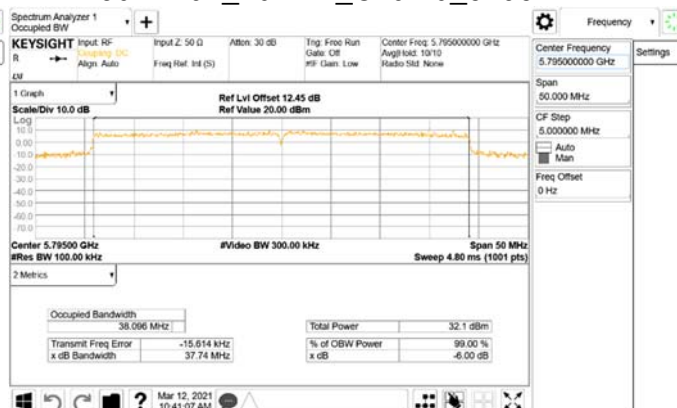 Spectrum Analyzer 1
Occupied BW
Frequency
KEYSIGHT Input: RF Input Z: 50 Ω Atten: 30 dB Trig: Free Run Center Freq: 5.795000000 GHz
R Coupling: DC Gate: Off Avg|Hold: 10/10
Align: Auto Freq Ref: Int (S) #IF Gain: Low Radio Std: None
LXI
Center Frequency
5.795000000 GHz
Settings
Span
50.000 MHz
CF Step
5.000000 MHz
Auto
Man
Freq Offset
0 Hz
1 Graph
Ref Lvl Offset 12.45 dB
Scale/Div 10.0 dB Ref Value 20.00 dBm
Log
10.0
0.00
-10.0
-20.0
-30.0
-40.0
-50.0
-60.0
-70.0
Center 5.79500 GHz #Video BW 300.00 kHz Span 50 MHz
#Res BW 100.00 kHz Sweep 4.80 ms (1001 pts)
2 Metrics
Occupied Bandwidth
38.096 MHz Total Power 32.1 dBm
Transmit Freq Error -15.614 kHz % of OBW Power 99.00 %
x dB Bandwidth 37.74 MHz x dB -6.00 dB
Mar 12, 2021
10:41:07 AM